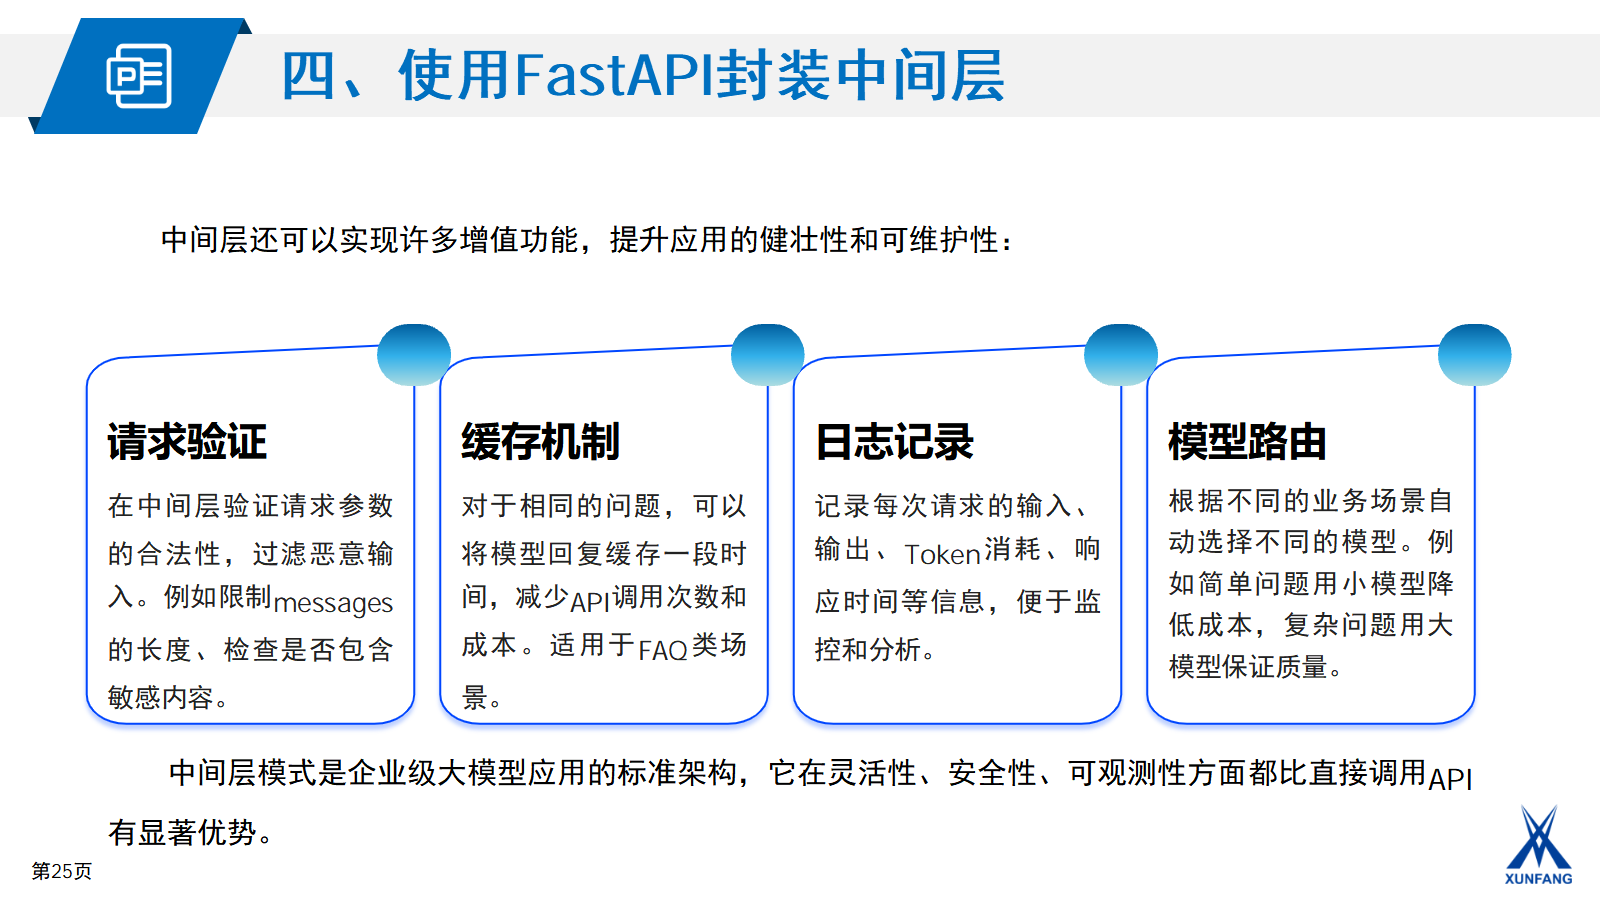 四、使用FastAPI封装中间层
中间层还可以实现许多增值功能，提升应用的健壮性和可维护性：
请求验证
在中间层验证请求参数
的合法性，过滤恶意输
入。例如限制messages
的长度、检查是否包含
敏感内容。
缓存机制
对于相同的问题，可以
将模型回复缓存一段时
间，减少API调用次数和
成本。适用于FAQ类场
景。
日志记录
记录每次请求的输入、
输出、Token消耗、响
应时间等信息，便于监
控和分析。
模型路由
根据不同的业务场景自
动选择不同的模型。例
如简单问题用小模型降
低成本，复杂问题用大
模型保证质量。
中间层模式是企业级大模型应用的标准架构，它在灵活性、安全性、可观测性方面都比直接调用API
有显著优势。
第25页
XUNFANG